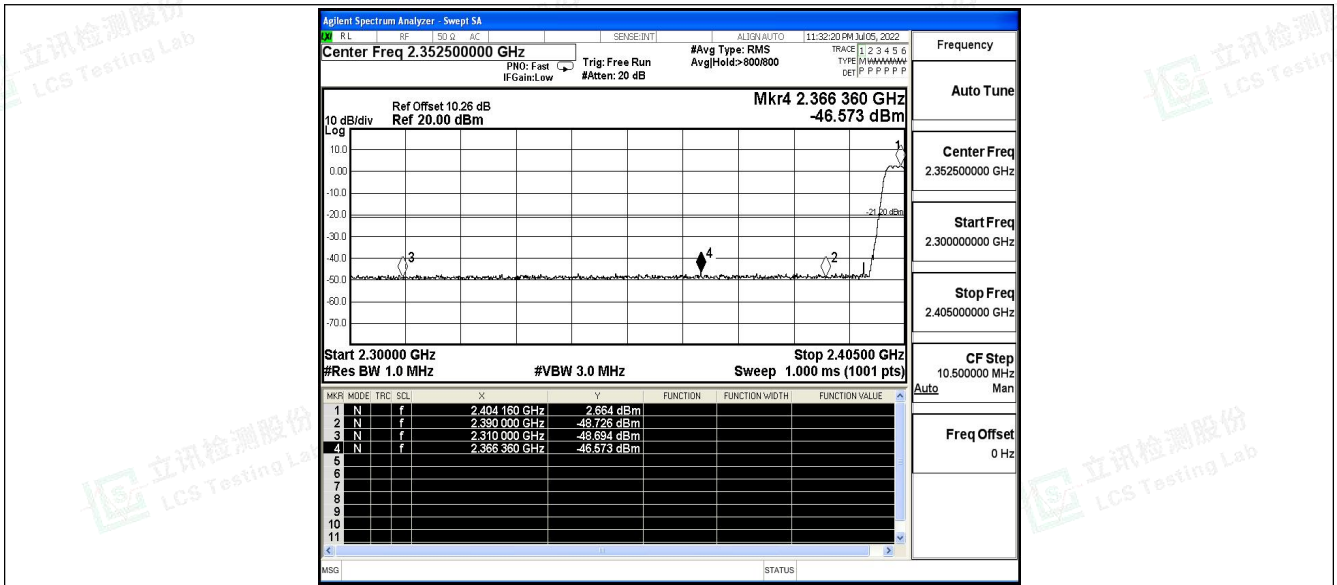 Agilent Spectrum Analyzer - Swept SA
LXI RL RF 50 Ω AC SENSE:INT ALIGN AUTO 11:32:20 PM Jul 05, 2022
Center Freq 2.352500000 GHz
PNO: Fast
IFGain:Low
Trig: Free Run
#Atten: 20 dB
#Avg Type: RMS
Avg|Hold:>800/800
TRACE 1 2 3 4 5 6
TYPE M W W W W W
DET P P P P P P
Mkr4 2.366 360 GHz
-46.573 dBm
Ref Offset 10.26 dB
Ref 20.00 dBm
10 dB/div
Log
10.0
0.00
-10.0
-20.0
-30.0
-40.0
-50.0
-60.0
-70.0
1
-21.20 dBm
3
4
2
Start 2.30000 GHz
Stop 2.40500 GHz
#Res BW 1.0 MHz
#VBW 3.0 MHz
Sweep 1.000 ms (1001 pts)
MKR MODE TRC SCL X Y FUNCTION FUNCTION WIDTH FUNCTION VALUE
1 N f 2.404 160 GHz 2.664 dBm
2 N f 2.390 000 GHz -48.726 dBm
3 N f 2.310 000 GHz -48.694 dBm
4 N f 2.366 360 GHz -46.573 dBm
5
6
7
8
9
10
11
MSG
STATUS
Frequency
Auto Tune
Center Freq
2.352500000 GHz
Start Freq
2.300000000 GHz
Stop Freq
2.405000000 GHz
CF Step
10.500000 MHz
Auto Man
Freq Offset
0 Hz
立讯检测股份
LCS Testing Lab
立讯检测
LCS Testing
立讯检测股份
LCS Testing Lab
立讯检测股份
LCS Testing Lab